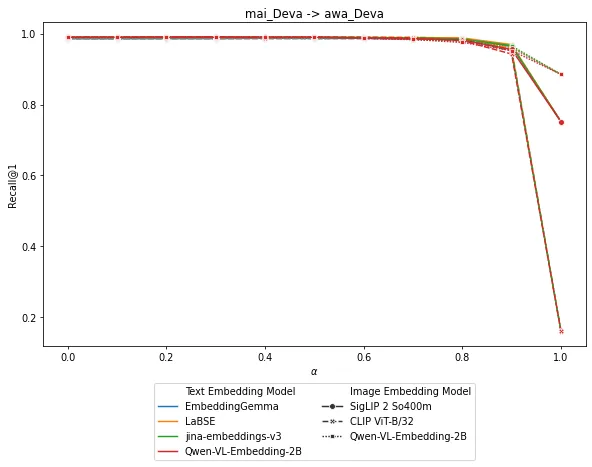 mai_Deva -> awa_Deva
1.0
0.8
0.6
0.4
0.2
Recall@1
0.0 0.2 0.4 0.6 0.8 1.0
α
Text Embedding Model
EmbeddingGemma
LaBSE
jina-embeddings-v3
Qwen-VL-Embedding-2B
Image Embedding Model
SigLIP 2 So400m
CLIP ViT-B/32
Qwen-VL-Embedding-2B